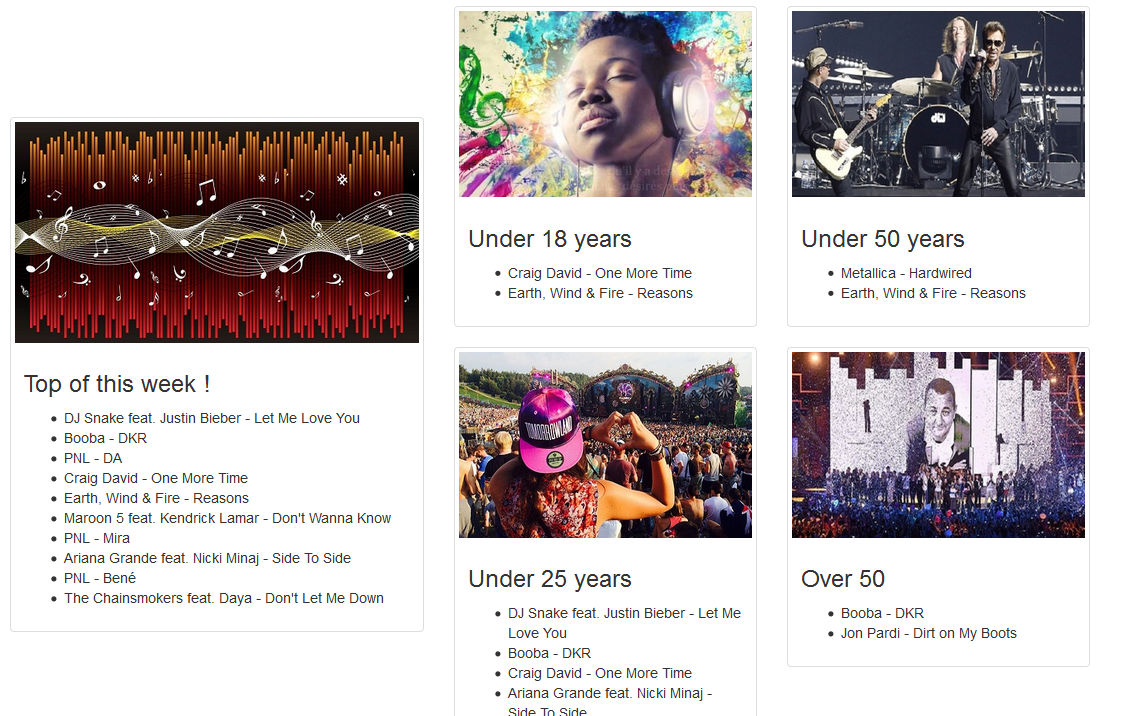 Top of this week !
DJ Snake feat. Justin Bieber - Let Me Love You
Booba - DKR
PNL - DA
Craig David - One More Time
Earth, Wind & Fire - Reasons
Maroon 5 feat. Kendrick Lamar - Don't Wanna Know
PNL - Mira
Ariana Grande feat. Nicki Minaj - Side To Side
PNL - Bené
The Chainsmokers feat. Daya - Don't Let Me Down
Under 18 years
Craig David - One More Time
Earth, Wind & Fire - Reasons
Under 50 years
Metallica - Hardwired
Earth, Wind & Fire - Reasons
TOMORROWLAND
Under 25 years
DJ Snake feat. Justin Bieber - Let Me
Love You
Booba - DKR
Craig David - One More Time
Ariana Grande feat. Nicki Minaj -
Side To Side
Over 50
Booba - DKR
Jon Pardi - Dirt on My Boots